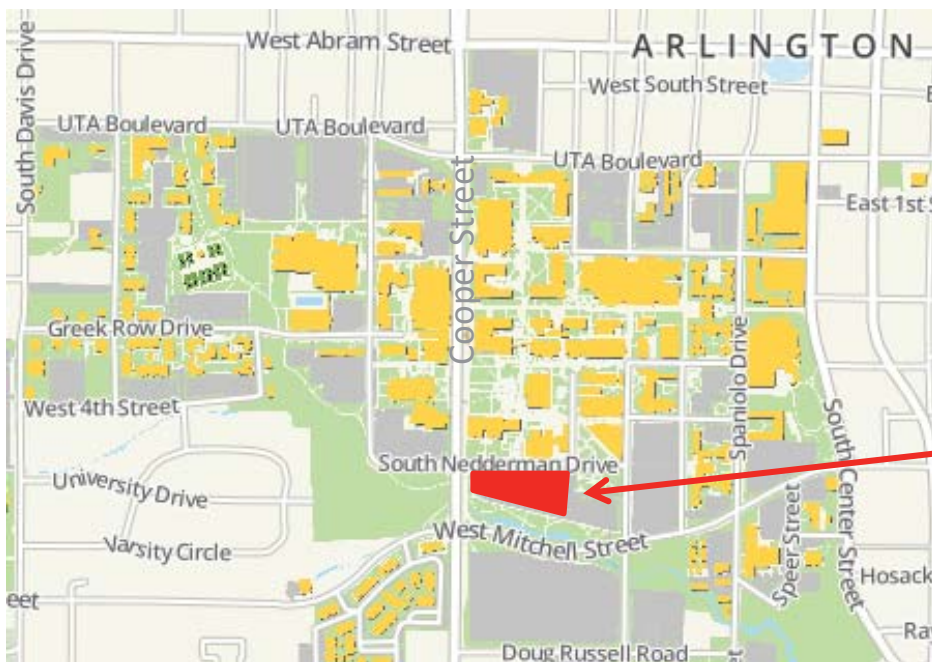 West Abram Street
ARLINGTON
South Davis Drive
West South Street
UTA Boulevard
UTA Boulevard
UTA Boulevard
Cooper Street
East 1st S
Greek Row Drive
Spaniolo Drive
West 4th Street
South Center Street
South Nedderman Drive
University Drive
Varsity Circle
West Mitchell Street
Speer Street
Hosack
eet
Ra
Doug Russell Road